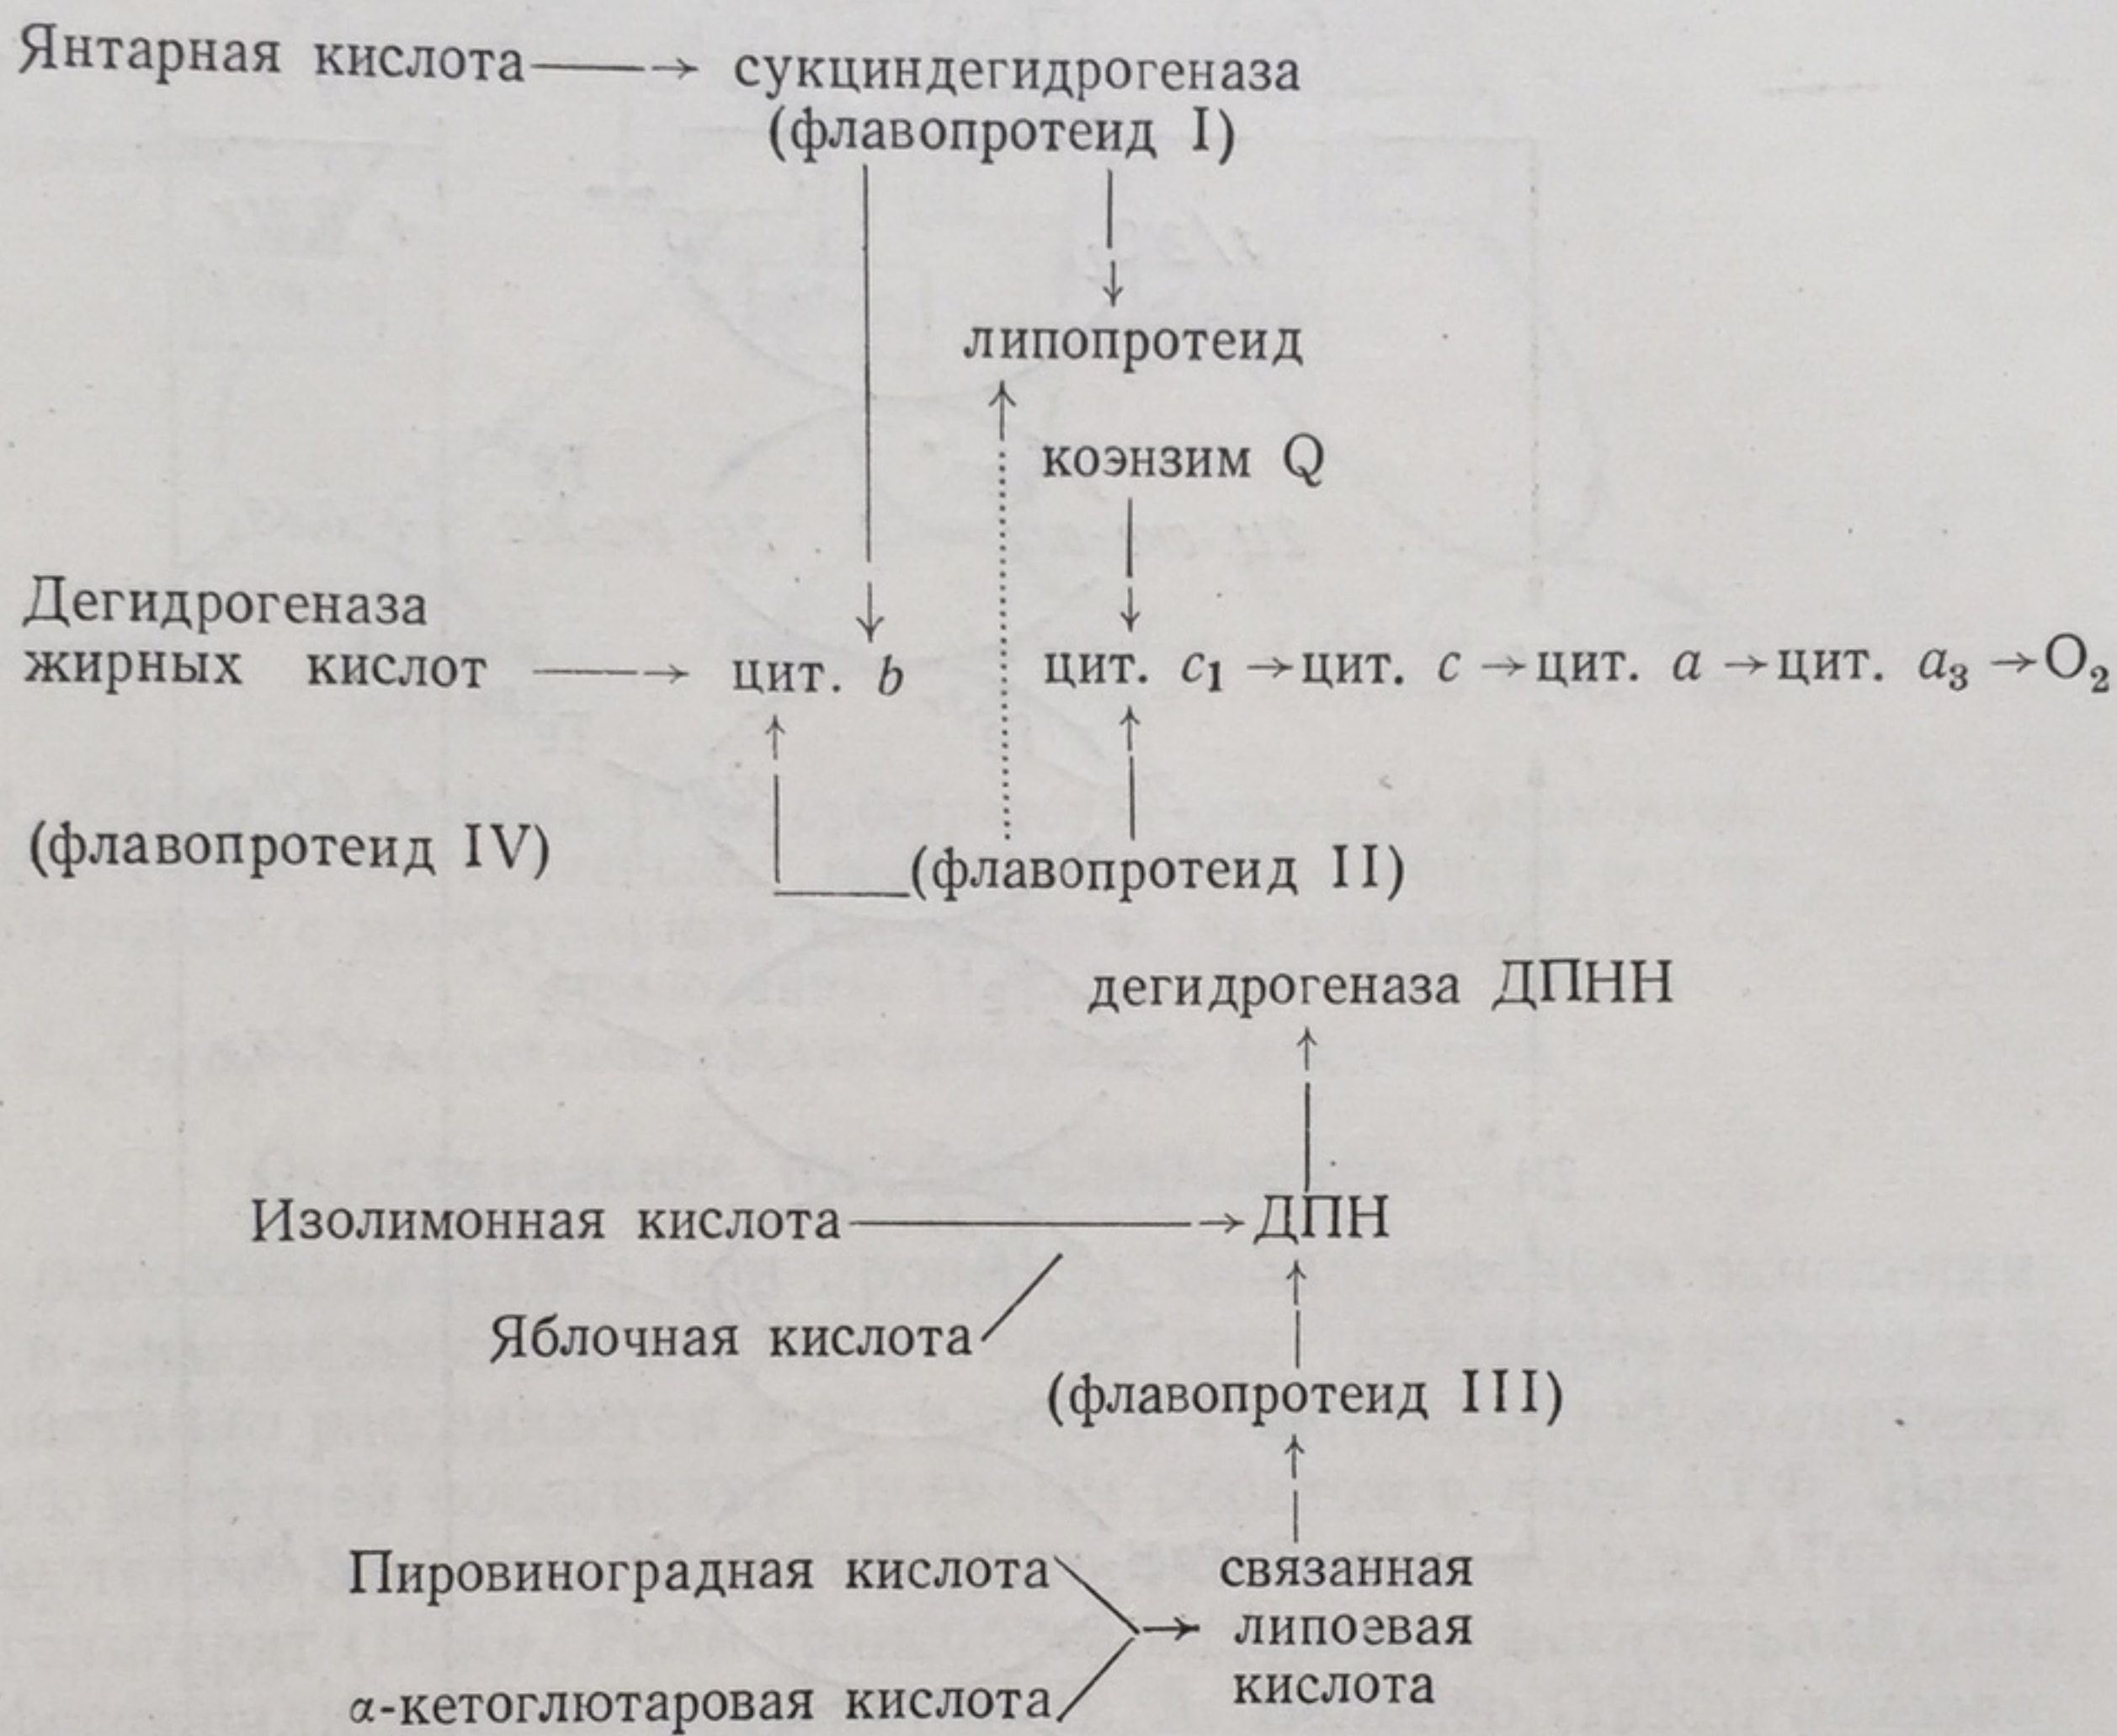 Янтарная кислота → сукциндегидрогеназа
(флавопротеид I)
липопротеид
коэнзим Q
Дегидрогеназа
жирных кислот → цит. b цит. c₁ → цит. c → цит. a → цит. a₃ → O₂
(флавопротеид IV)
(флавопротеид II)
дегидрогеназа ДПНН
Изолимонная кислота → ДПН
Яблочная кислота
(флавопротеид III)
Пировиноградная кислота
связанная
липоевая
кислота
α-кетоглютаровая кислота